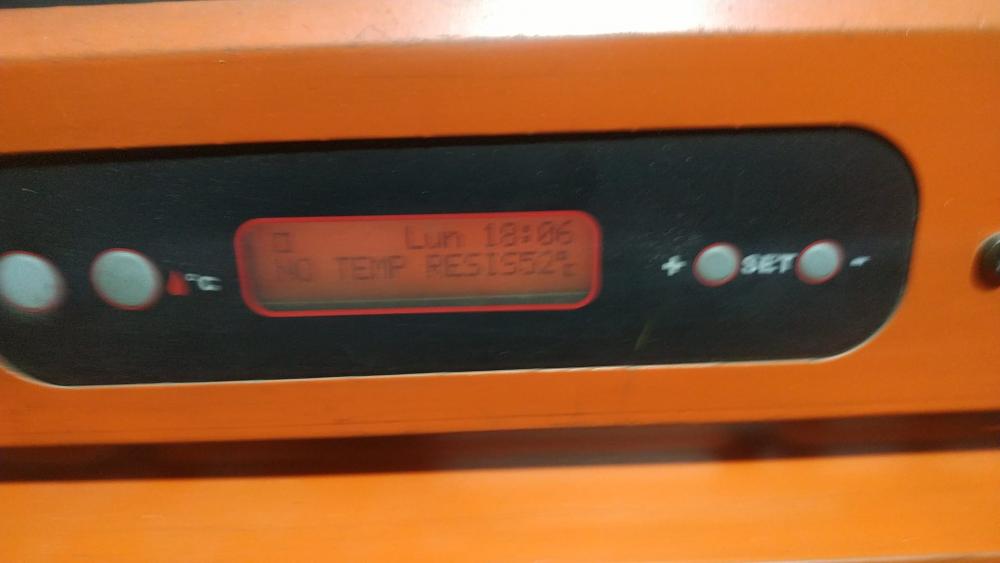 Lun 18:06
NO TEMP RESIS52°C
°C
+ SET -